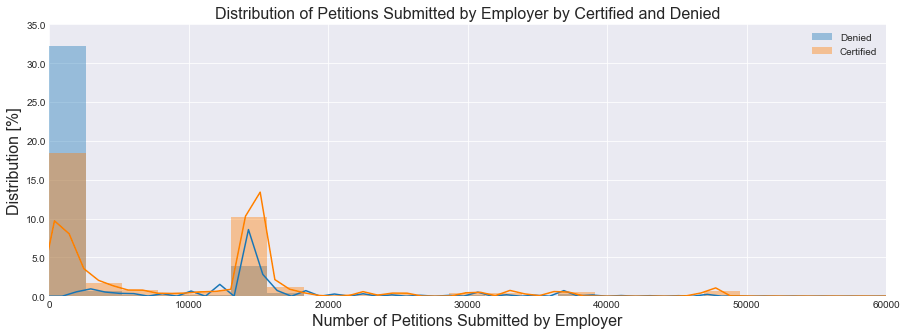 Distribution of Petitions Submitted by Employer by Certified and Denied
Distribution [%]
35.0
30.0
25.0
20.0
15.0
10.0
5.0
0.0
Denied
Certified
0 10000 20000 30000 40000 50000 60000
Number of Petitions Submitted by Employer